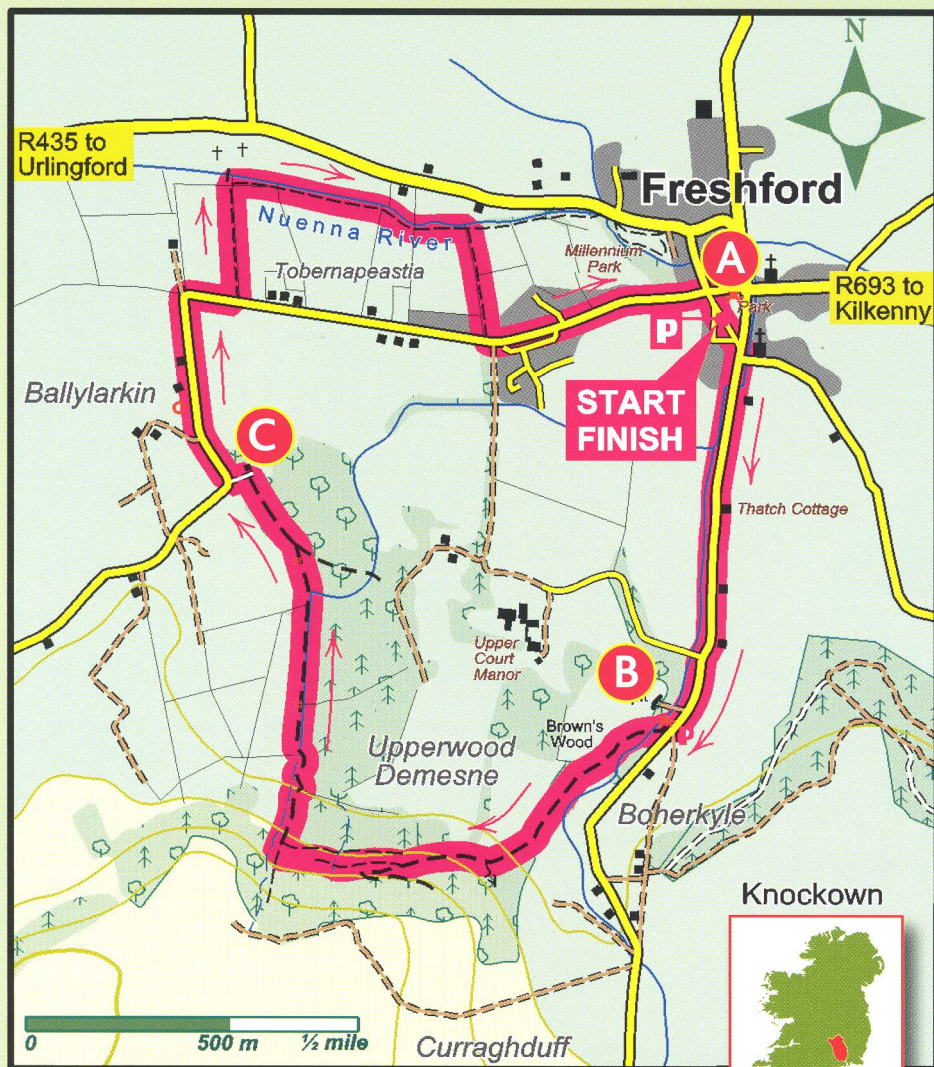 N
R435 to
Urlingford
Freshford
Nuenna River
Millennium
Park
A
Tobernapeastia
R693 to
Kilkenny
Park
P
START
FINISH
Ballylarkin
C
Thatch Cottage
Upper
Court
Manor
B
Brown's
Wood
Upperwood
Demesne
Boherkyle
Knockown
0
500 m
½ mile
Curraghduff